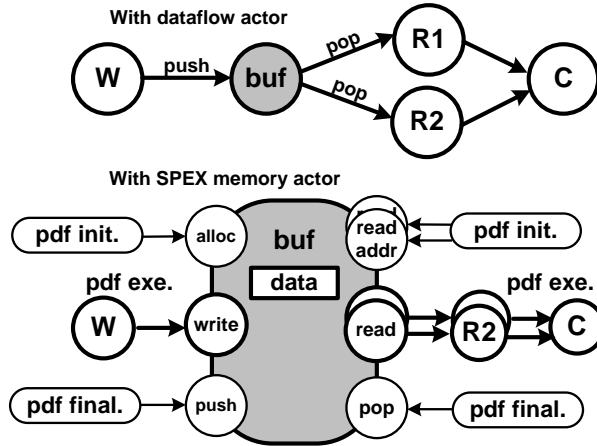 With dataflow actor
W
push
buf
pop
pop
R1
R2
C
With SPEX memory actor
pdf init.
alloc
buf
read
addr
pdf init.
data
pdf exe.
pdf exe.
W
write
read
R2
C
pdf final.
push
pop
pdf final.